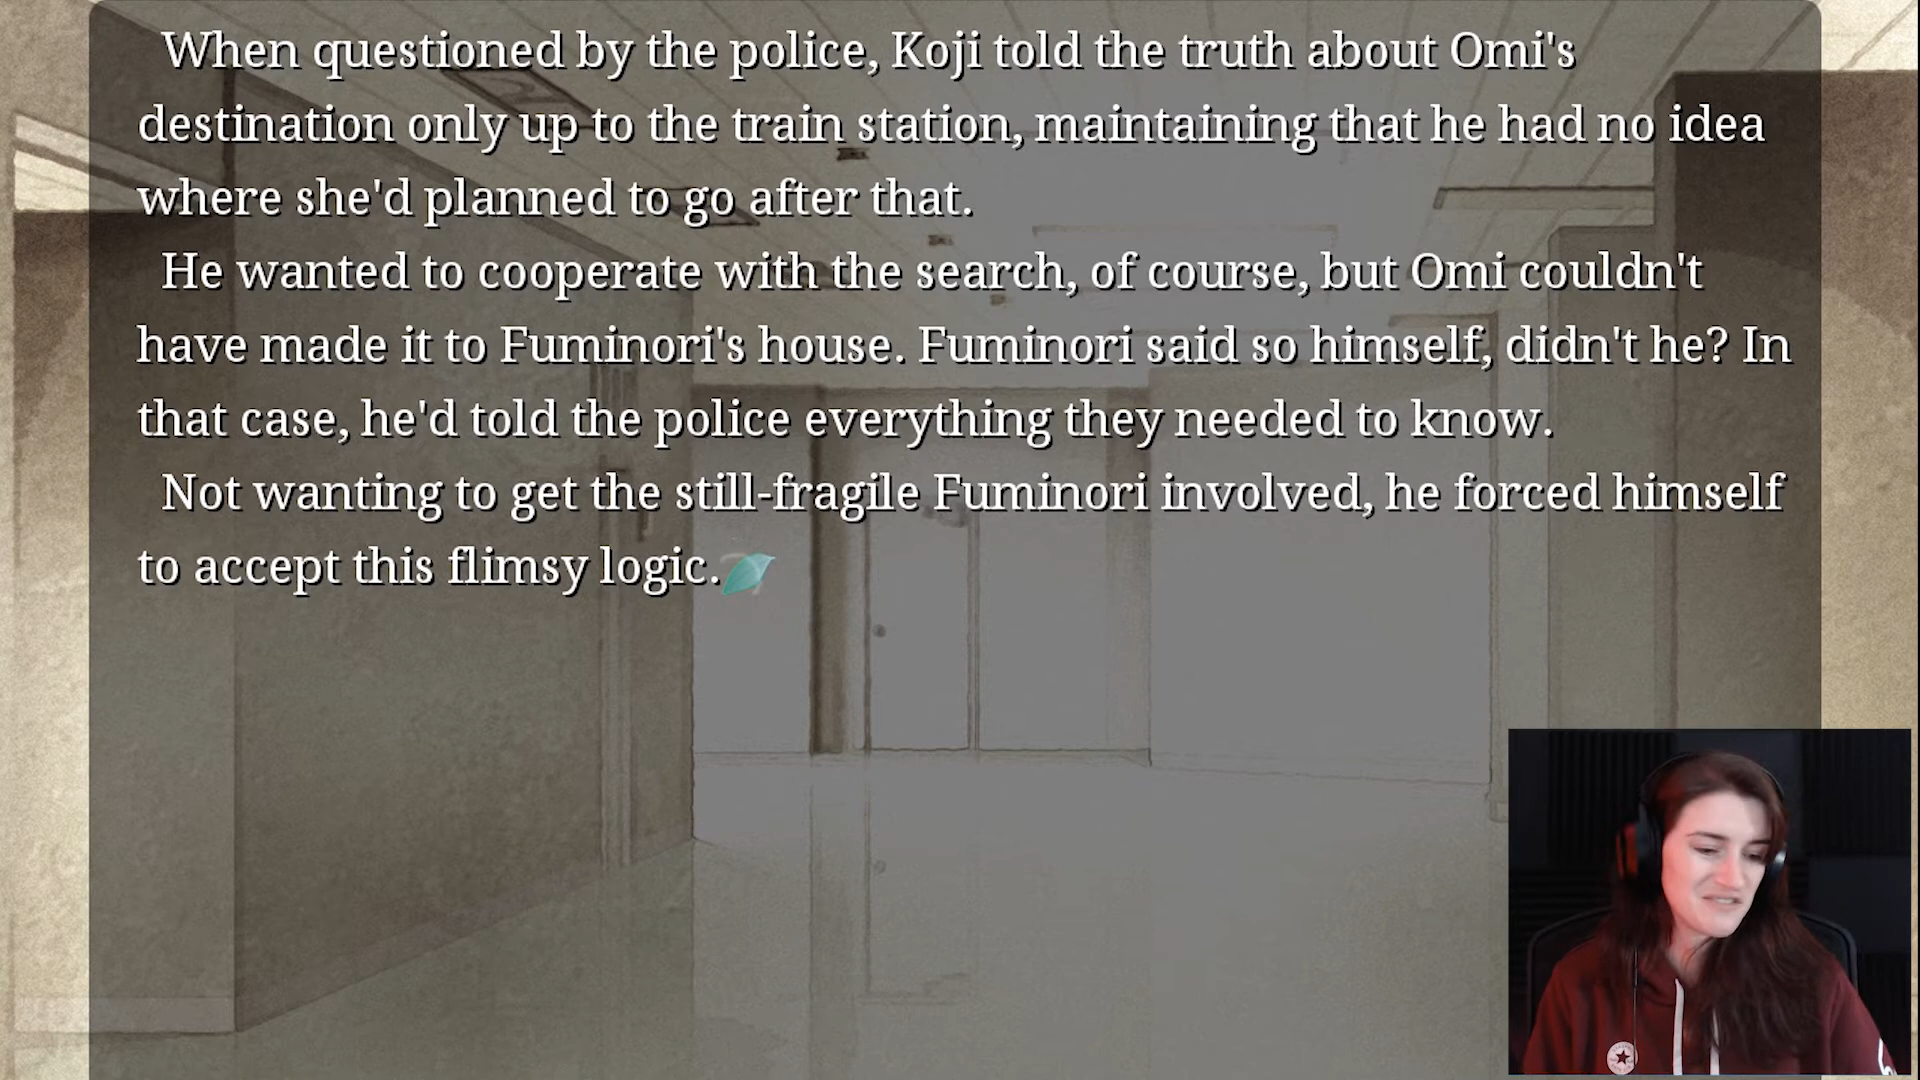 When questioned by the police, Koji told the truth about Omi's
destination only up to the train station, maintaining that he had no idea
where she'd planned to go after that.
He wanted to cooperate with the search, of course, but Omi couldn't
have made it to Fuminori's house. Fuminori said so himself, didn't he? In
that case, he'd told the police everything they needed to know.
Not wanting to get the still-fragile Fuminori involved, he forced himself
to accept this flimsy logic.